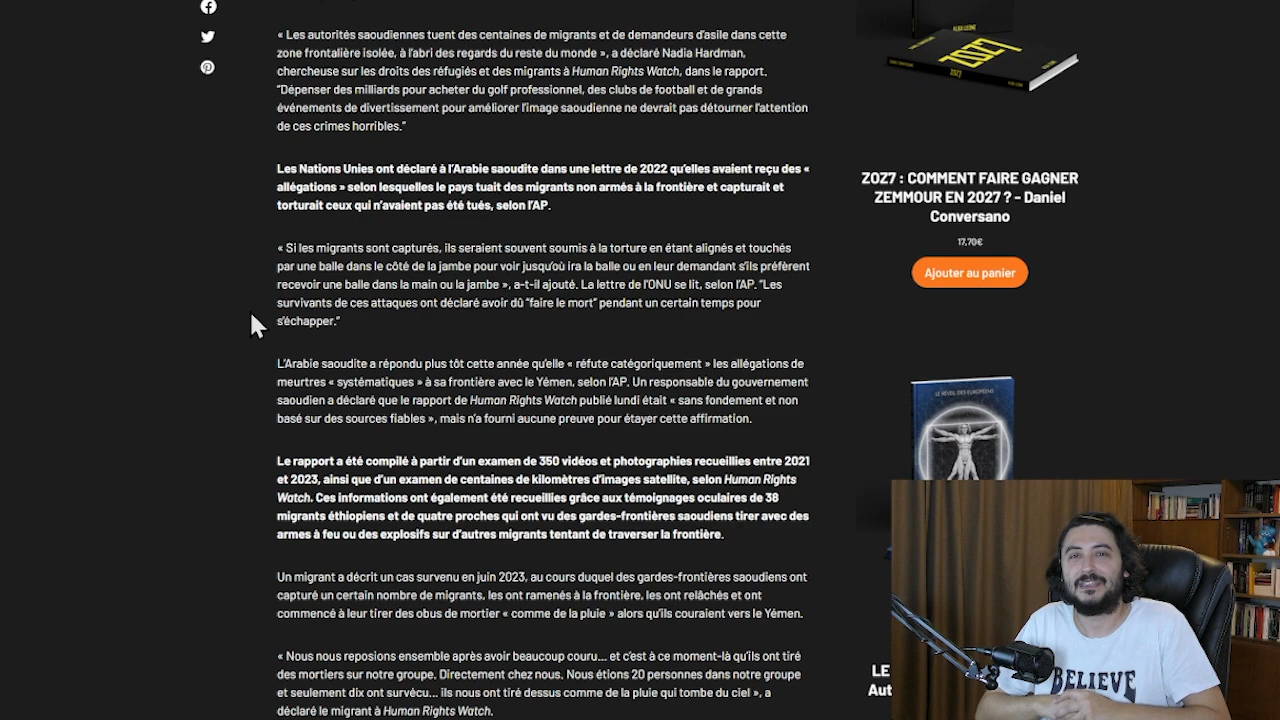 « Les autorités saoudiennes tuent des centaines de migrants et de demandeurs d'asile dans cette
zone frontalière isolée, à l'abri des regards du reste du monde », a déclaré Nadia Hardman,
chercheuse sur les droits des réfugiés et des migrants à Human Rights Watch, dans le rapport.
"Dépenser des milliards pour acheter du golf professionnel, des clubs de football et de grands
événements de divertissement pour améliorer l'image saoudienne ne devrait pas détourner l'attention
de ces crimes horribles."
Les Nations Unies ont déclaré à l'Arabie saoudite dans une lettre de 2022 qu'elles avaient reçu des «
allégations » selon lesquelles le pays tuait des migrants non armés à la frontière et capturait et
torturait ceux qui n'avaient pas été tués, selon l'AP.
« Si les migrants sont capturés, ils seraient souvent soumis à la torture en étant alignés et touchés
par une balle dans le côté de la jambe pour voir jusqu'où ira la balle ou en leur demandant s'ils préfèrent
recevoir une balle dans la main ou la jambe », a-t-il ajouté. La lettre de l'ONU se lit, selon l'AP. "Les
survivants de ces attaques ont déclaré avoir dû "faire le mort" pendant un certain temps pour
s'échapper."
L'Arabie saoudite a répondu plus tôt cette année qu'elle « réfute catégoriquement » les allégations de
meurtres « systématiques » à sa frontière avec le Yémen, selon l'AP. Un responsable du gouvernement
saoudien a déclaré que le rapport de Human Rights Watch publié lundi était « sans fondement et non
basé sur des sources fiables », mais n'a fourni aucune preuve pour étayer cette affirmation.
Le rapport a été compilé à partir d'un examen de 350 vidéos et photographies recueillies entre 2021
et 2023, ainsi que d'un examen de centaines de kilomètres d'images satellite, selon Human Rights
Watch. Ces informations ont également été recueillies grâce aux témoignages oculaires de 38
migrants éthiopiens et de quatre proches qui ont vu des gardes-frontières saoudiens tirer avec des
armes à feu ou des explosifs sur d'autres migrants tentant de traverser la frontière.
Un migrant a décrit un cas survenu en juin 2023, au cours duquel des gardes-frontières saoudiens ont
capturé un certain nombre de migrants, les ont ramenés à la frontière, les ont relâchés et ont
commencé à leur tirer des obus de mortier « comme de la pluie » alors qu'ils couraient vers le Yémen.
« Nous nous reposions ensemble après avoir beaucoup couru... et c'est à ce moment-là qu'ils ont tiré
des mortiers sur notre groupe. Directement chez nous. Nous étions 20 personnes dans notre groupe
et seulement dix ont survécu... ils nous ont tiré dessus comme de la pluie qui tombe du ciel », a
déclaré le migrant à Human Rights Watch.
ZOZ7
ZOZ7 : COMMENT FAIRE GAGNER
ZEMMOUR EN 2027 ? - Daniel
Conversano
17,70€
Ajouter au panier
LE RÉVEIL DES EUROPÉENS
LE
Aut
BELIEVE